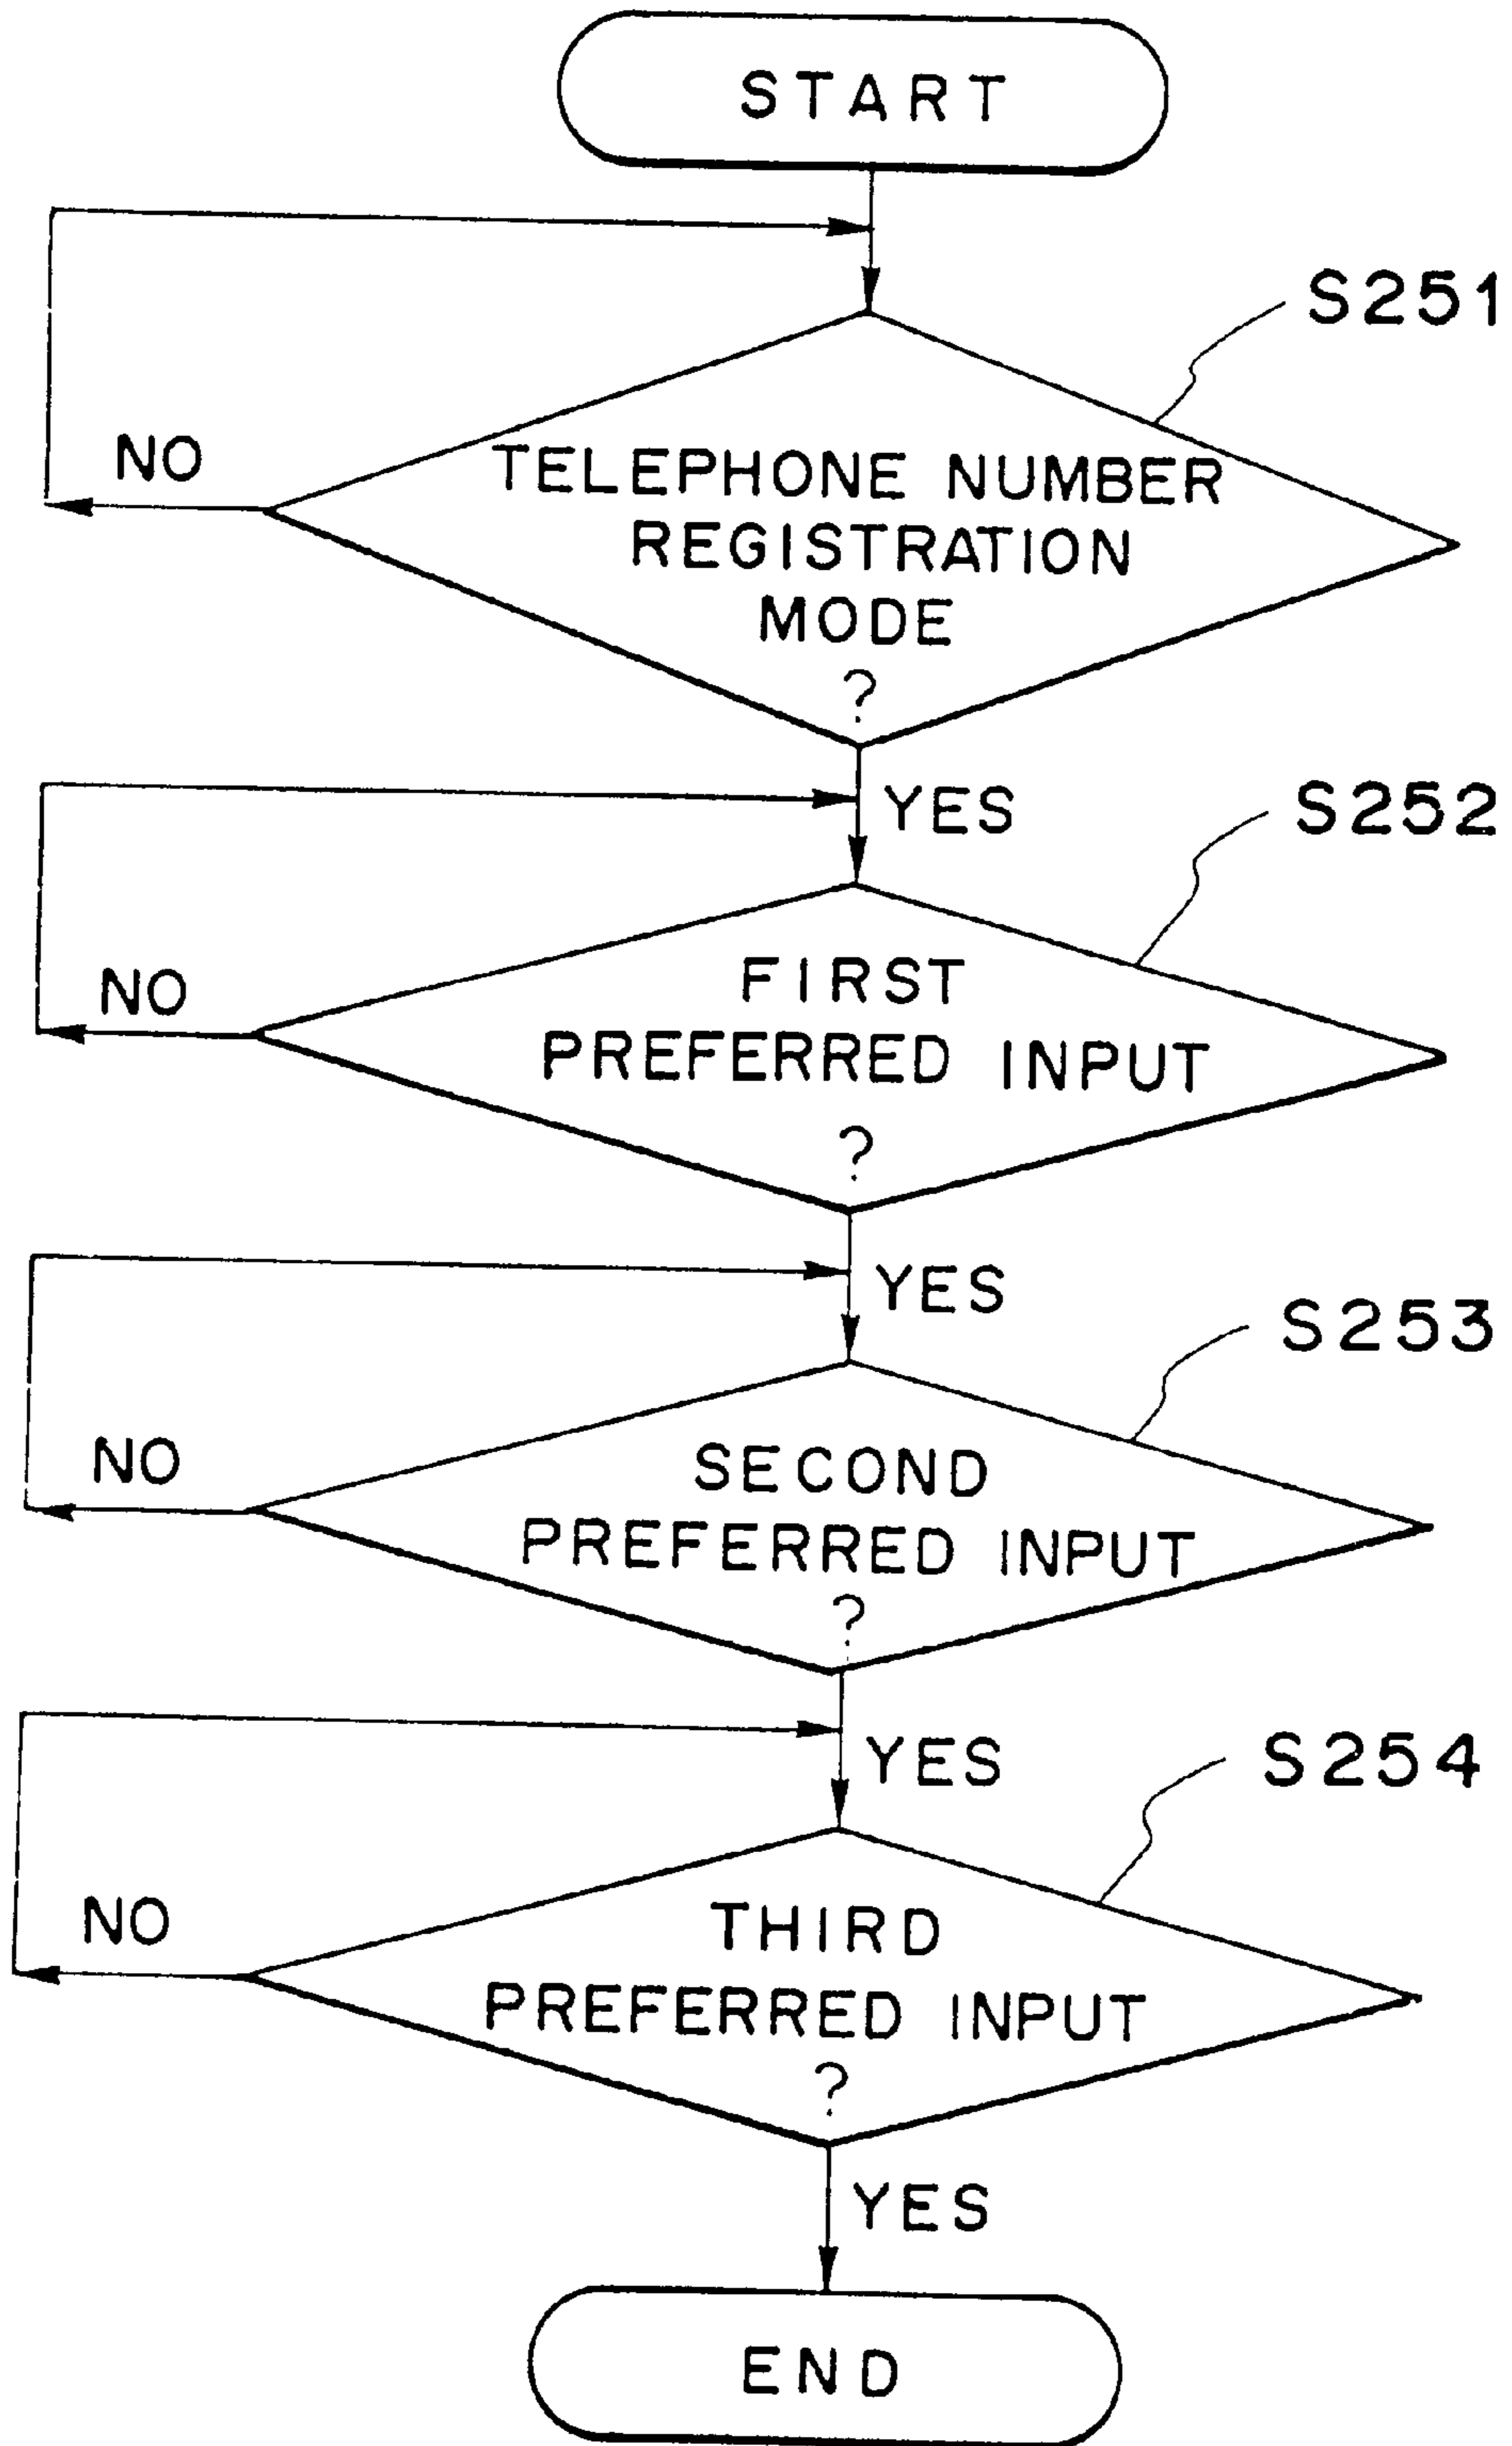 START
S251
NO
TELEPHONE NUMBER
REGISTRATION
MODE
?
YES
S252
NO
FIRST
PREFERRED INPUT
?
YES
S253
NO
SECOND
PREFERRED INPUT
?
YES
S254
NO
THIRD
PREFERRED INPUT
?
YES
END